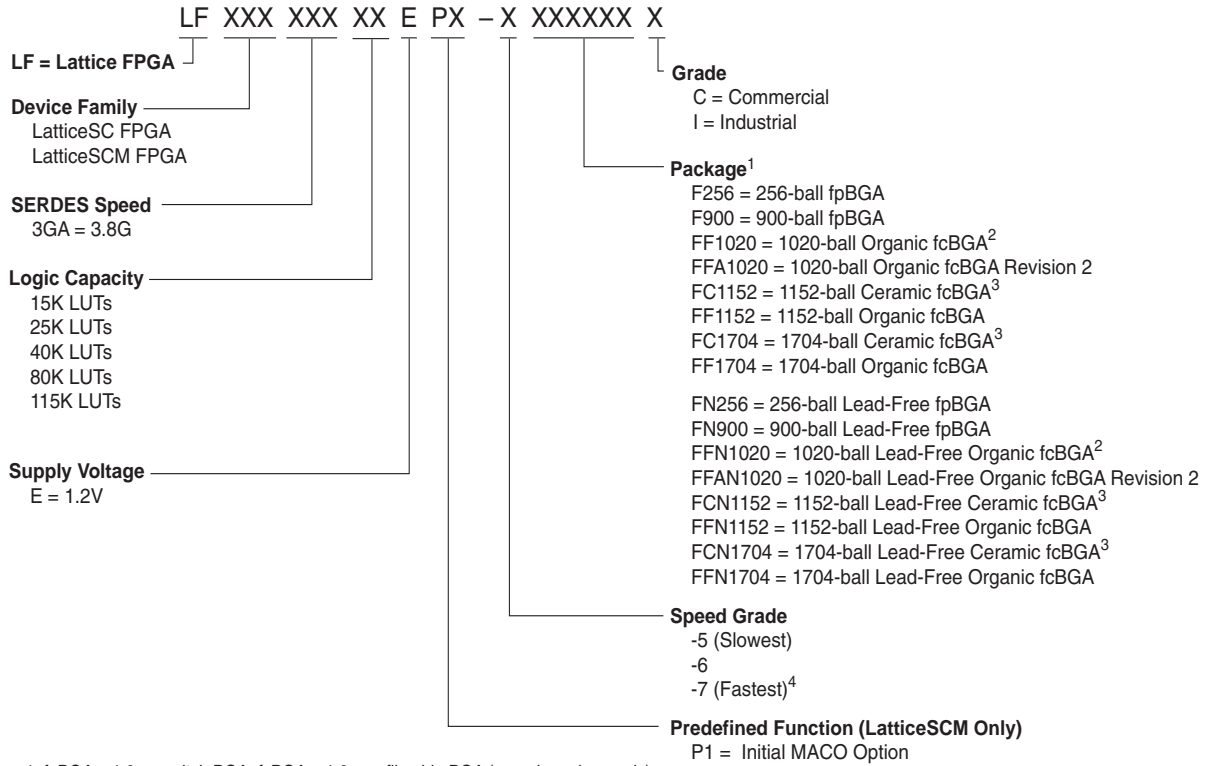 LF XXX XXX XX E PX – X XXXXXX X
LF = Lattice FPGA
Device Family
LatticeSC FPGA
LatticeSCM FPGA
SERDES Speed
3GA = 3.8G
Logic Capacity
15K LUTs
25K LUTs
40K LUTs
80K LUTs
115K LUTs
Supply Voltage
E = 1.2V
Grade
C = Commercial
I = Industrial
Package1
F256 = 256-ball fpBGA
F900 = 900-ball fpBGA
FF1020 = 1020-ball Organic fcBGA2
FFA1020 = 1020-ball Organic fcBGA Revision 2
FC1152 = 1152-ball Ceramic fcBGA3
FF1152 = 1152-ball Organic fcBGA
FC1704 = 1704-ball Ceramic fcBGA3
FF1704 = 1704-ball Organic fcBGA
FN256 = 256-ball Lead-Free fpBGA
FN900 = 900-ball Lead-Free fpBGA
FFN1020 = 1020-ball Lead-Free Organic fcBGA2
FFAN1020 = 1020-ball Lead-Free Organic fcBGA Revision 2
FCN1152 = 1152-ball Lead-Free Ceramic fcBGA3
FFN1152 = 1152-ball Lead-Free Organic fcBGA
FCN1704 = 1704-ball Lead-Free Ceramic fcBGA3
FFN1704 = 1704-ball Lead-Free Organic fcBGA
Speed Grade
-5 (Slowest)
-6
-7 (Fastest)4
Predefined Function (LatticeSCM Only)
P1 = Initial MACO Option